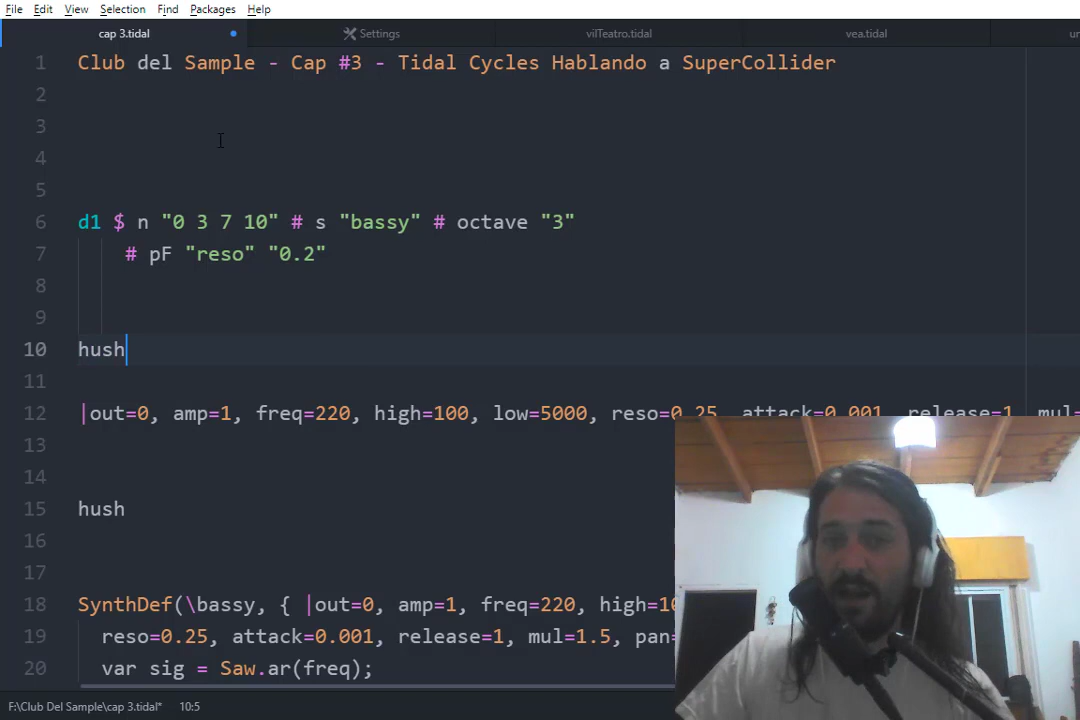 File Edit View Selection Find Packages Help
cap 3.tidal Settings vilTeatro.tidal vea.tidal
1 Club del Sample - Cap #3 - Tidal Cycles Hablando a SuperCollider
2
3
4
5
6 d1 $ n "0 3 7 10" # s "bassy" # octave "3"
7 # pF "reso" "0.2"
8
9
10 hush
11
12 |out=0, amp=1, freq=220, high=100, low=5000, reso=0.25, attack=0.001, release=1, mul=
13
14
15 hush
16
17
18 SynthDef(\bassy, { |out=0, amp=1, freq=220, high=10
19 reso=0.25, attack=0.001, release=1, mul=1.5, pan=
20 var sig = Saw.ar(freq);
F:\Club Del Sample\cap 3.tidal* 10:5